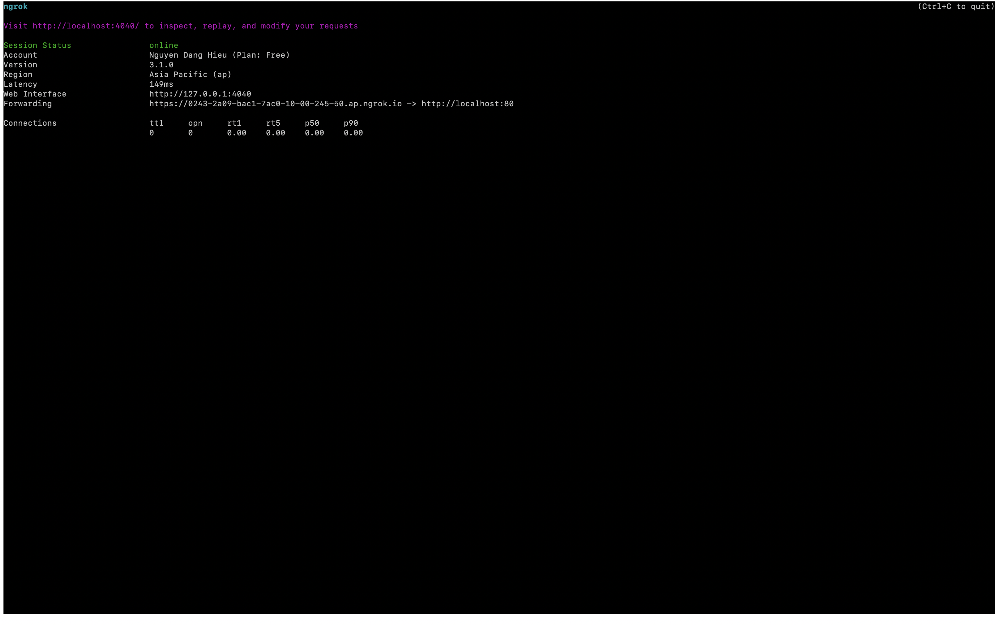 ngrok (Ctrl+C to quit)
Visit http://localhost:4040/ to inspect, replay, and modify your requests
Session Status online
Account Nguyen Dang Hieu (Plan: Free)
Version 3.1.0
Region Asia Pacific (ap)
Latency 149ms
Web Interface http://127.0.0.1:4040
Forwarding https://0243-2a09-bac1-7ac0-10-00-245-50.ap.ngrok.io -> http://localhost:80
Connections ttl opn rt1 rt5 p50 p90
0 0 0.00 0.00 0.00 0.00